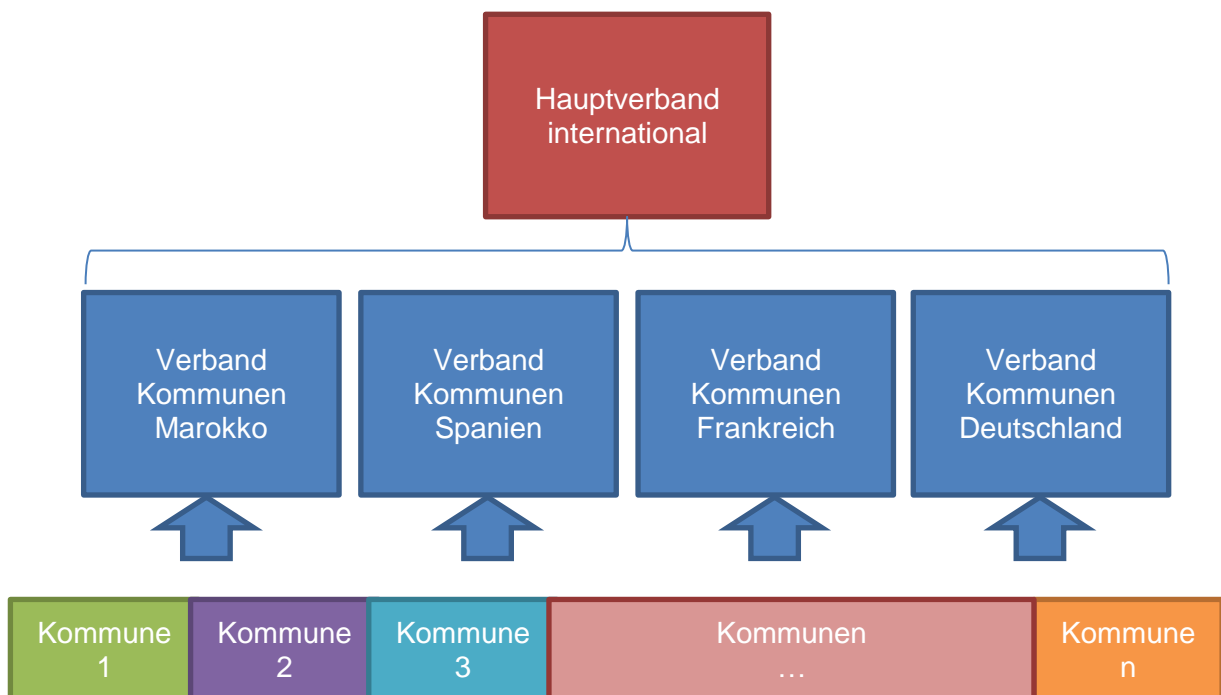 Hauptverband
international
Verband
Kommunen
Marokko
Verband
Kommunen
Spanien
Verband
Kommunen
Frankreich
Verband
Kommunen
Deutschland
Kommune
1
Kommune
2
Kommune
3
Kommunen
...
Kommune
n